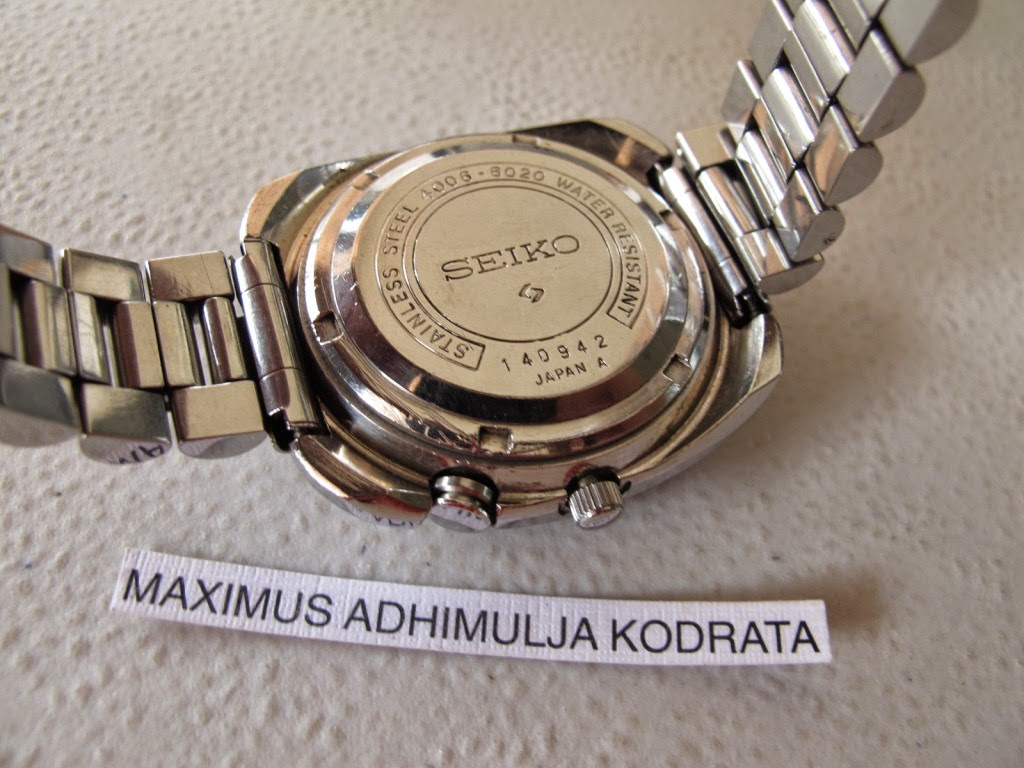 STAINLESS STEEL 4006-6020 WATER RESISTANT
SEIKO
140942
JAPAN A
MAXIMUS ADHIMULJA KODRATA